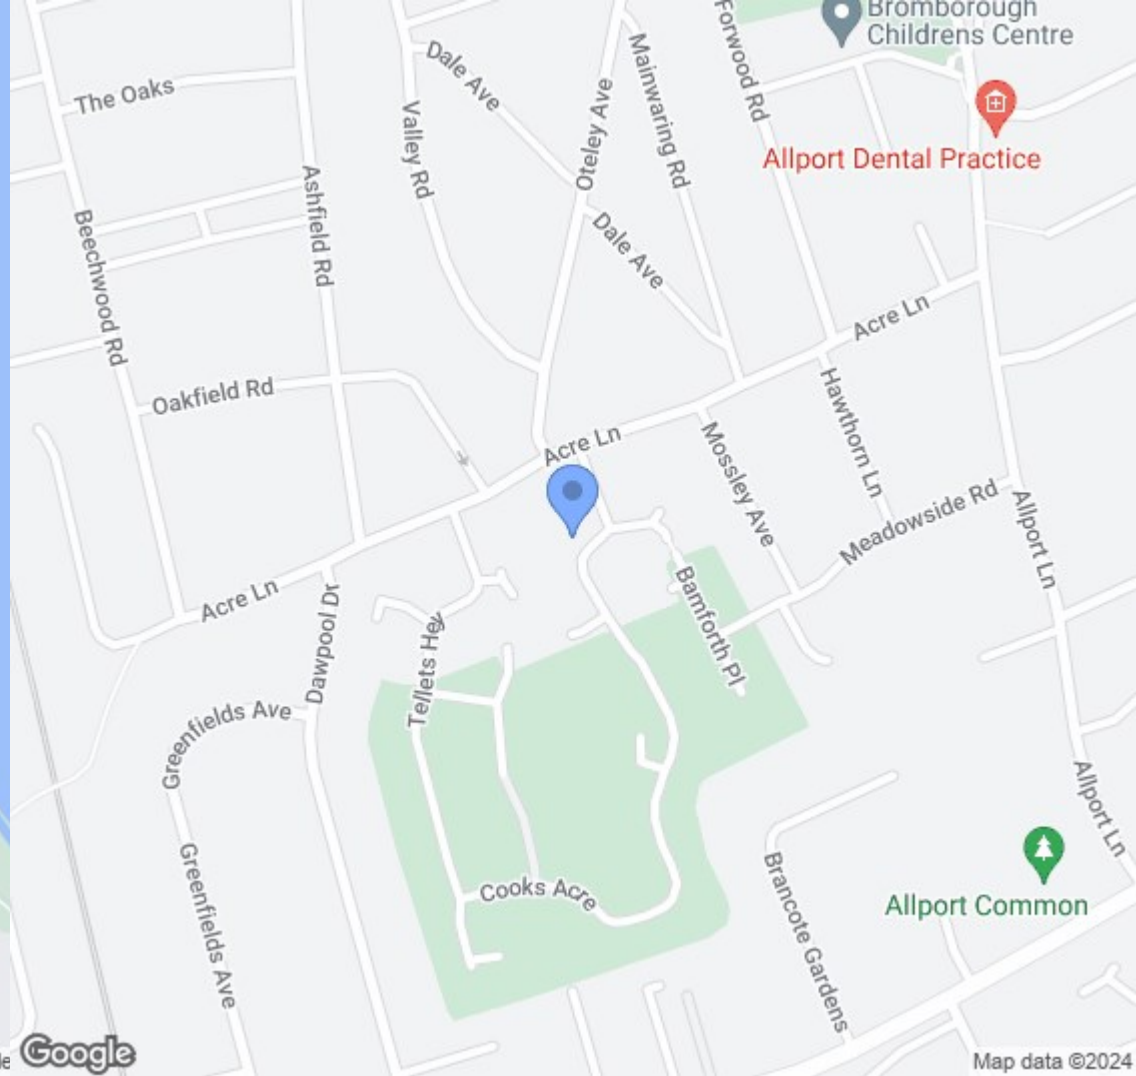 Bromborough
Childrens Centre
Forwood Rd
Dale Ave
Mainwaring Rd
The Oaks
Oteley Ave
Valley Rd
Allport Dental Practice
Ashfield Rd
Beechwood Rd
Dale Ave
Acre Ln
Oakfield Rd
Hawthorn Ln
Acre Ln
Mossley Ave
Meadowside Rd
Allport Ln
Acre Ln
Dawpool Dr
Bamforth Pl
Tellets Hey
Greenfields Ave
Allport Ln
Greenfields Ave
Cooks Acre
Brancote Gardens
Allport Common
Google
Map data ©2024